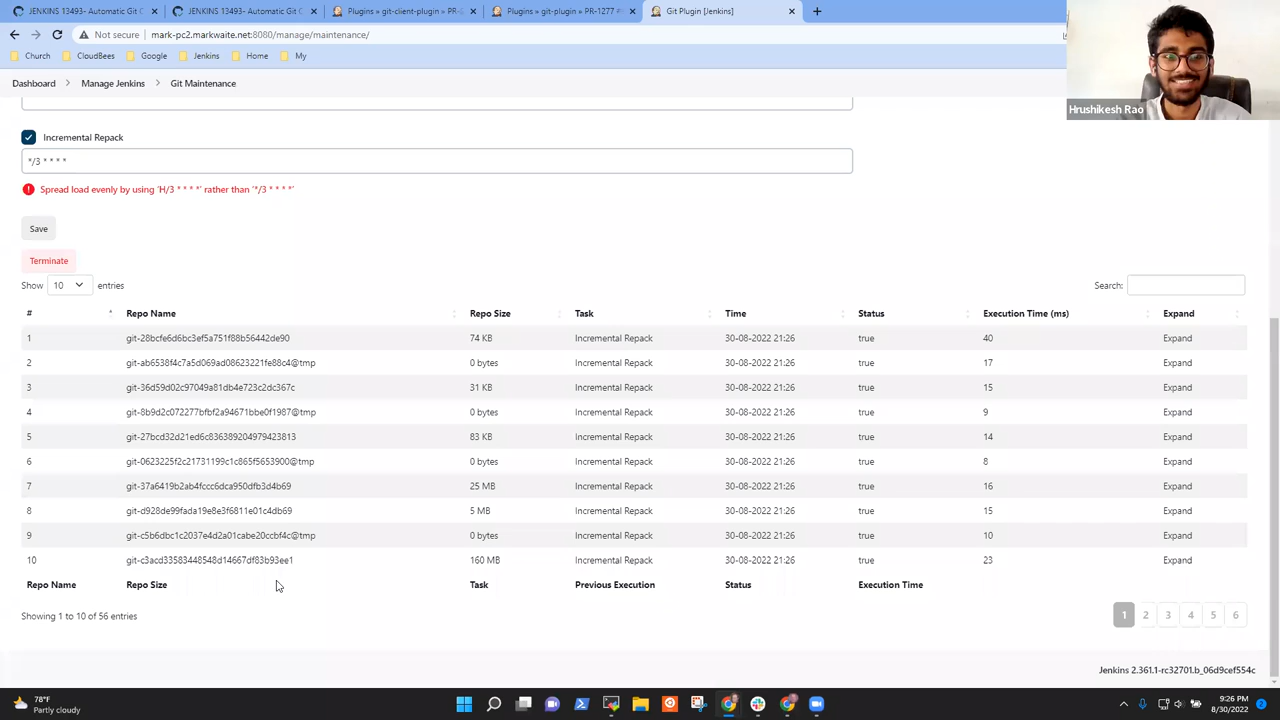 JENKINS 13493- Automating Git C
JENKINS 13493- Automating Git C
Plugins » git-client-plugin » PR-
Plugins » git-plugin » PR-1277 #
Git Plugin [Jenkins]
Not secure | mark-pc2.markwaite.net:8080/manage/maintenance/
Church
CloudBees
Google
Jenkins
Home
My
Dashboard > Manage Jenkins > Git Maintenance
Hrushikesh Rao
Incremental Repack
*/3 * * * *
Spread load evenly by using 'H/3 * * * *' rather than '*/3 * * * *'
Save
Terminate
Show 10 entries
Search:
# Repo Name Repo Size Task Time Status Execution Time (ms) Expand
1 git-28bcfe6d6bc3ef5a751f88b56442de90 74 KB Incremental Repack 30-08-2022 21:26 true 40 Expand
2 git-ab6538f4c7a5d069ad08623221fe88c4@tmp 0 bytes Incremental Repack 30-08-2022 21:26 true 17 Expand
3 git-36d59d02c97049a81db4e723c2dc367c 31 KB Incremental Repack 30-08-2022 21:26 true 15 Expand
4 git-8b9d2c072277bfbf2a94671bbe0f1987@tmp 0 bytes Incremental Repack 30-08-2022 21:26 true 9 Expand
5 git-27bcd32d21ed6c836389204979423813 83 KB Incremental Repack 30-08-2022 21:26 true 14 Expand
6 git-0623225f2c21731199c1c865f5653900@tmp 0 bytes Incremental Repack 30-08-2022 21:26 true 8 Expand
7 git-37a6419b2ab4fccc6dca950dfb3d4b69 25 MB Incremental Repack 30-08-2022 21:26 true 16 Expand
8 git-d928de99fada19e8e3f6811e01c4db69 5 MB Incremental Repack 30-08-2022 21:26 true 15 Expand
9 git-c5b6dbc1c2037e4d2a01cabe20ccbf4c@tmp 0 bytes Incremental Repack 30-08-2022 21:26 true 10 Expand
10 git-c3acd33583448548d14667df83b93ee1 160 MB Incremental Repack 30-08-2022 21:26 true 23 Expand
Repo Name Repo Size Task Previous Execution Status Execution Time
Showing 1 to 10 of 56 entries
1 2 3 4 5 6
Jenkins 2.361.1-rc32701.b_06d9cef554c
78°F
Partly cloudy
9:26 PM
8/30/2022